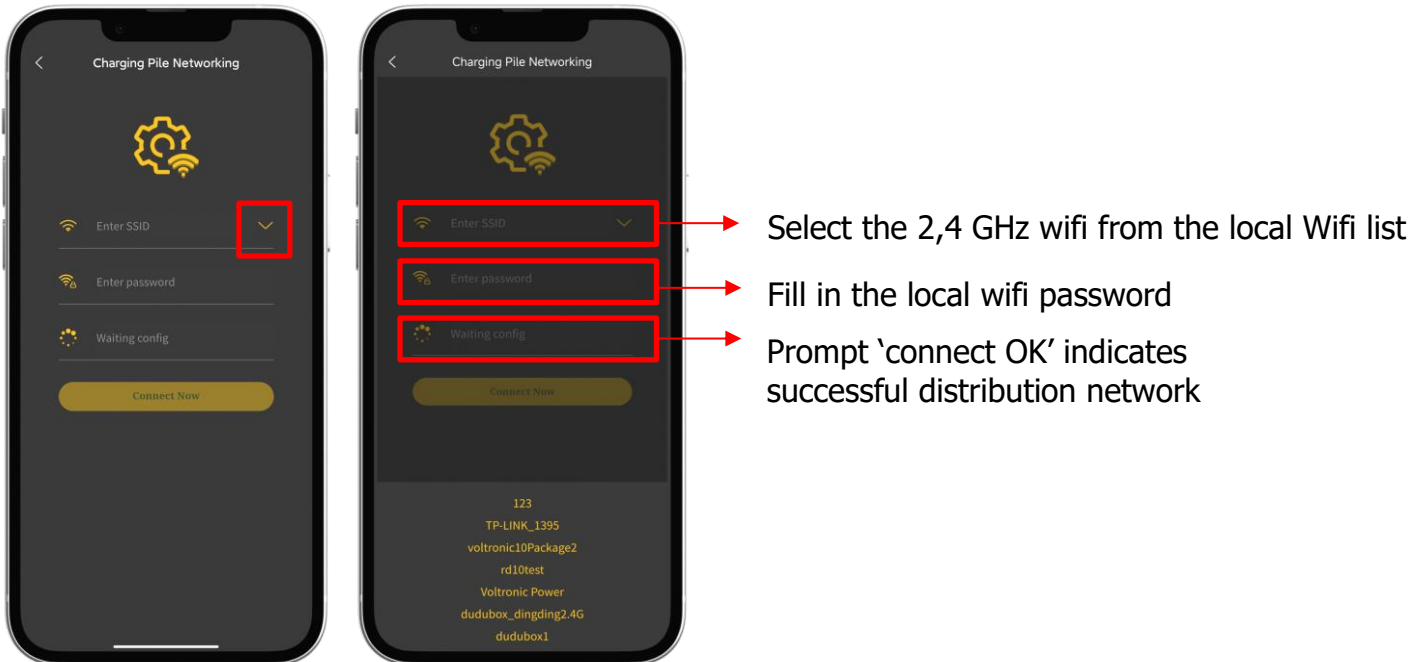 Charging Pile Networking
Enter SSID
Enter password
Waiting config
Connect Now
Charging Pile Networking
Enter SSID
Enter password
Waiting config
Connect Now
123
TP-LINK_1395
voltronic10Package2
rd10test
Voltronic Power
dudubox_dingding2.4G
dudubox1
Select the 2,4 GHz wifi from the local Wifi list
Fill in the local wifi password
Prompt ‘connect OK’ indicates
successful distribution network